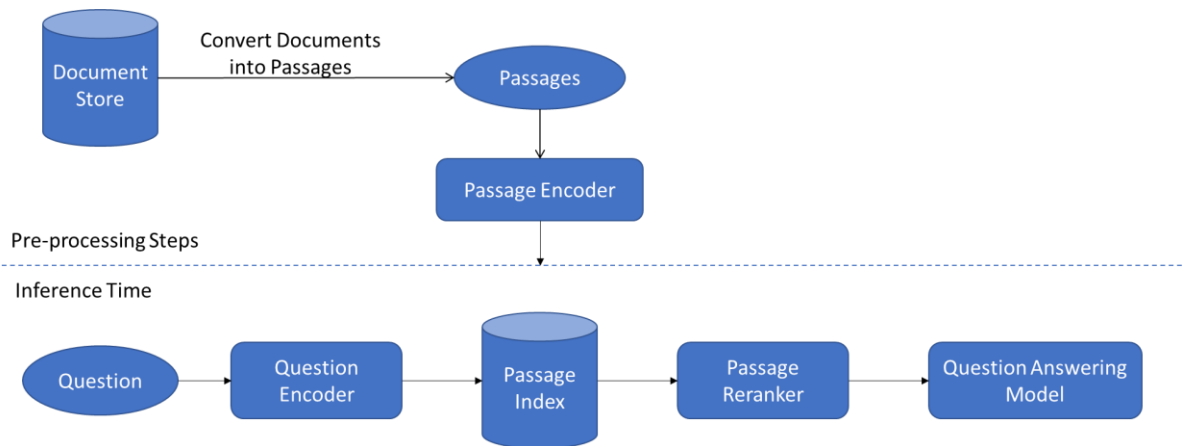 Convert Documents
into Passages
Document
Store
Passages
Passage Encoder
Pre-processing Steps
Inference Time
Question
Question
Encoder
Passage
Index
Passage
Reranker
Question Answering
Model